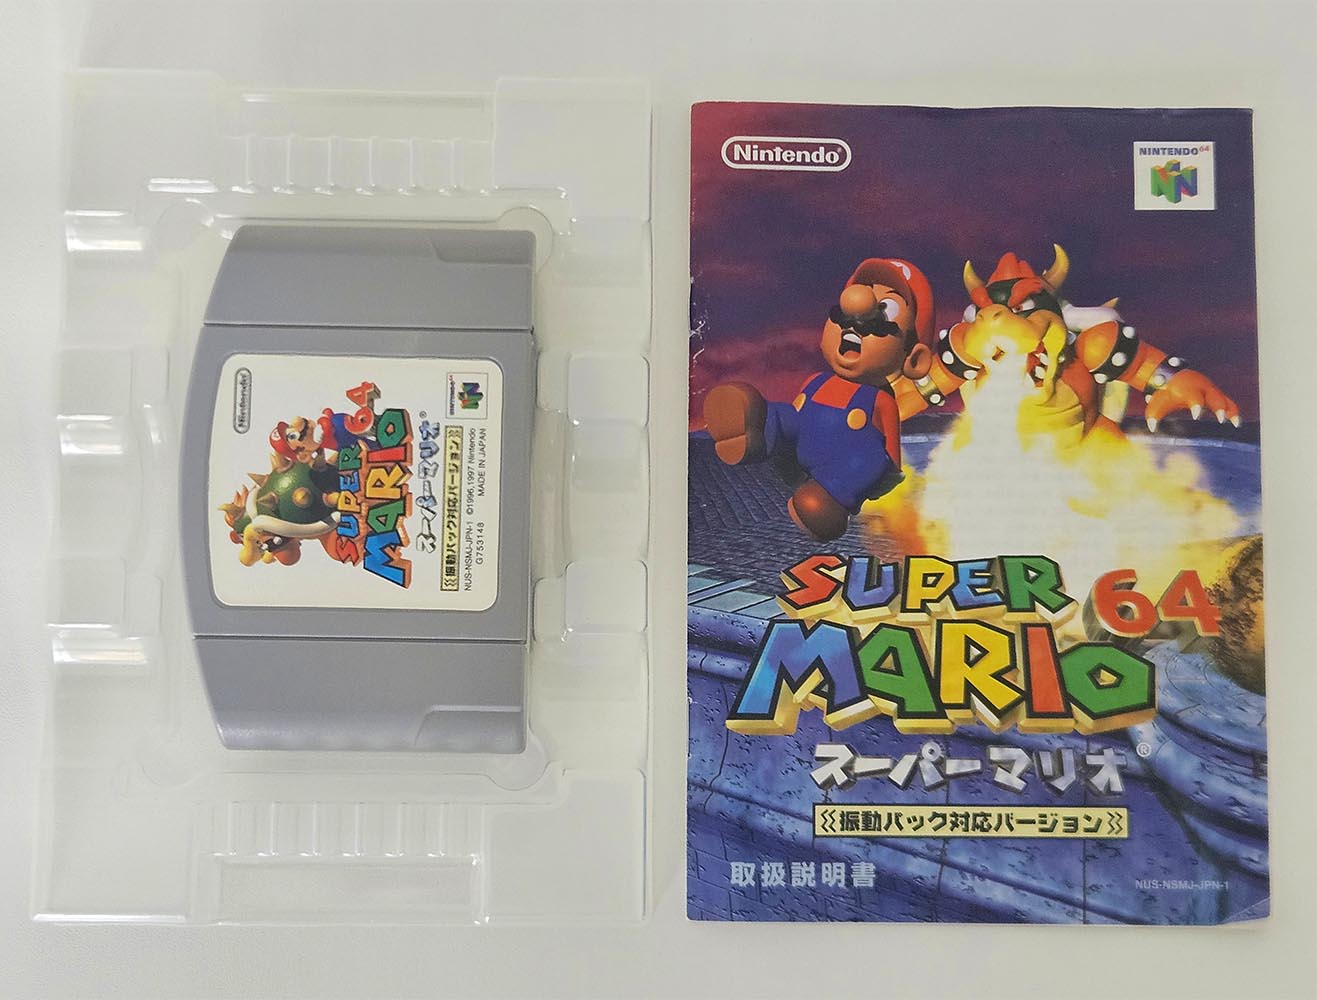 Nintendo
SUPER
MARIO
64
スーパーマリオ®
振動パック対応バージョン
NUS-NSMJ-JPN-1 ©1996,1997 Nintendo
G753148 MADE IN JAPAN
NINTENDO64
Nintendo®
NINTENDO64
SUPER
MARIO
64
スーパーマリオ®
振動パック対応バージョン
取扱説明書
NUS-NSMJ-JPN-1